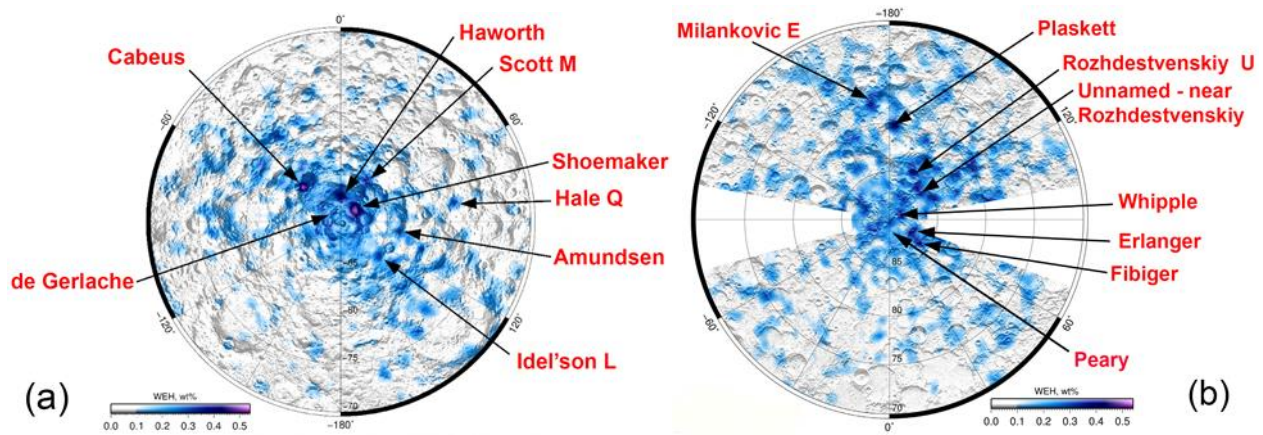 0°
-180°
Haworth
Scott M
Cabeus
Milankovic E
Plaskett
Rozhdestvenskiy U
Unnamed - near
Rozhdestvenskiy
-60°
60°
-120°
120°
Shoemaker
Hale Q
Whipple
Amundsen
Erlanger
Fibiger
de Gerlache
-85
85
-120°
120°
-60°
60°
-80
80
Idel'son L
Peary
-75
75
(a)
(b)
WEH, wt%
0.0 0.1 0.2 0.3 0.4 0.5
-70
-180°
WEH, wt%
0.0 0.1 0.2 0.3 0.4 0.5
70
0°